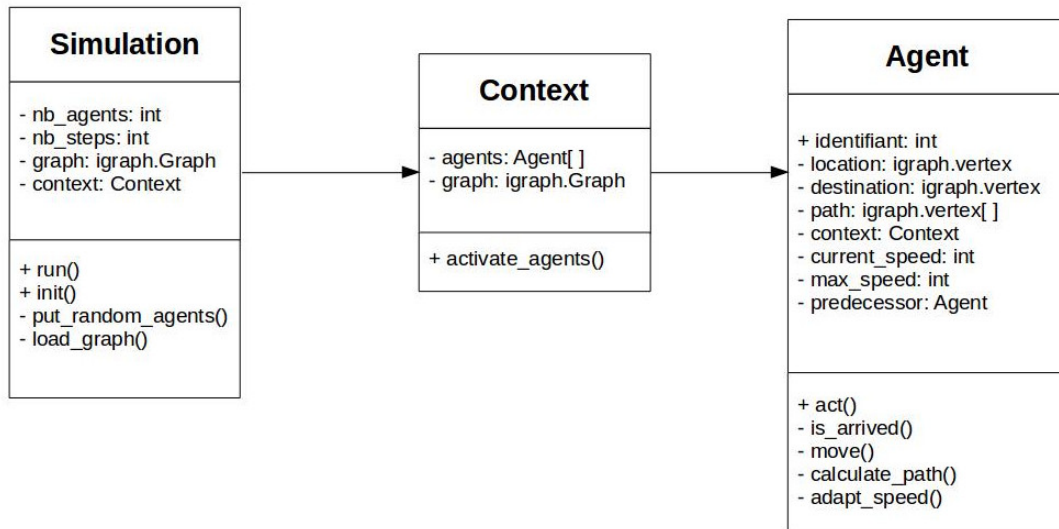 Simulation
- nb_agents: int
- nb_steps: int
- graph: igraph.Graph
- context: Context
+ run()
+ init()
- put_random_agents()
- load_graph()
Context
- agents: Agent[ ]
- graph: igraph.Graph
+ activate_agents()
Agent
+ identifiant: int
- location: igraph.vertex
- destination: igraph.vertex
- path: igraph.vertex[ ]
- context: Context
- current_speed: int
- max_speed: int
- predecessor: Agent
+ act()
- is_arrived()
- move()
- calculate_path()
- adapt_speed()